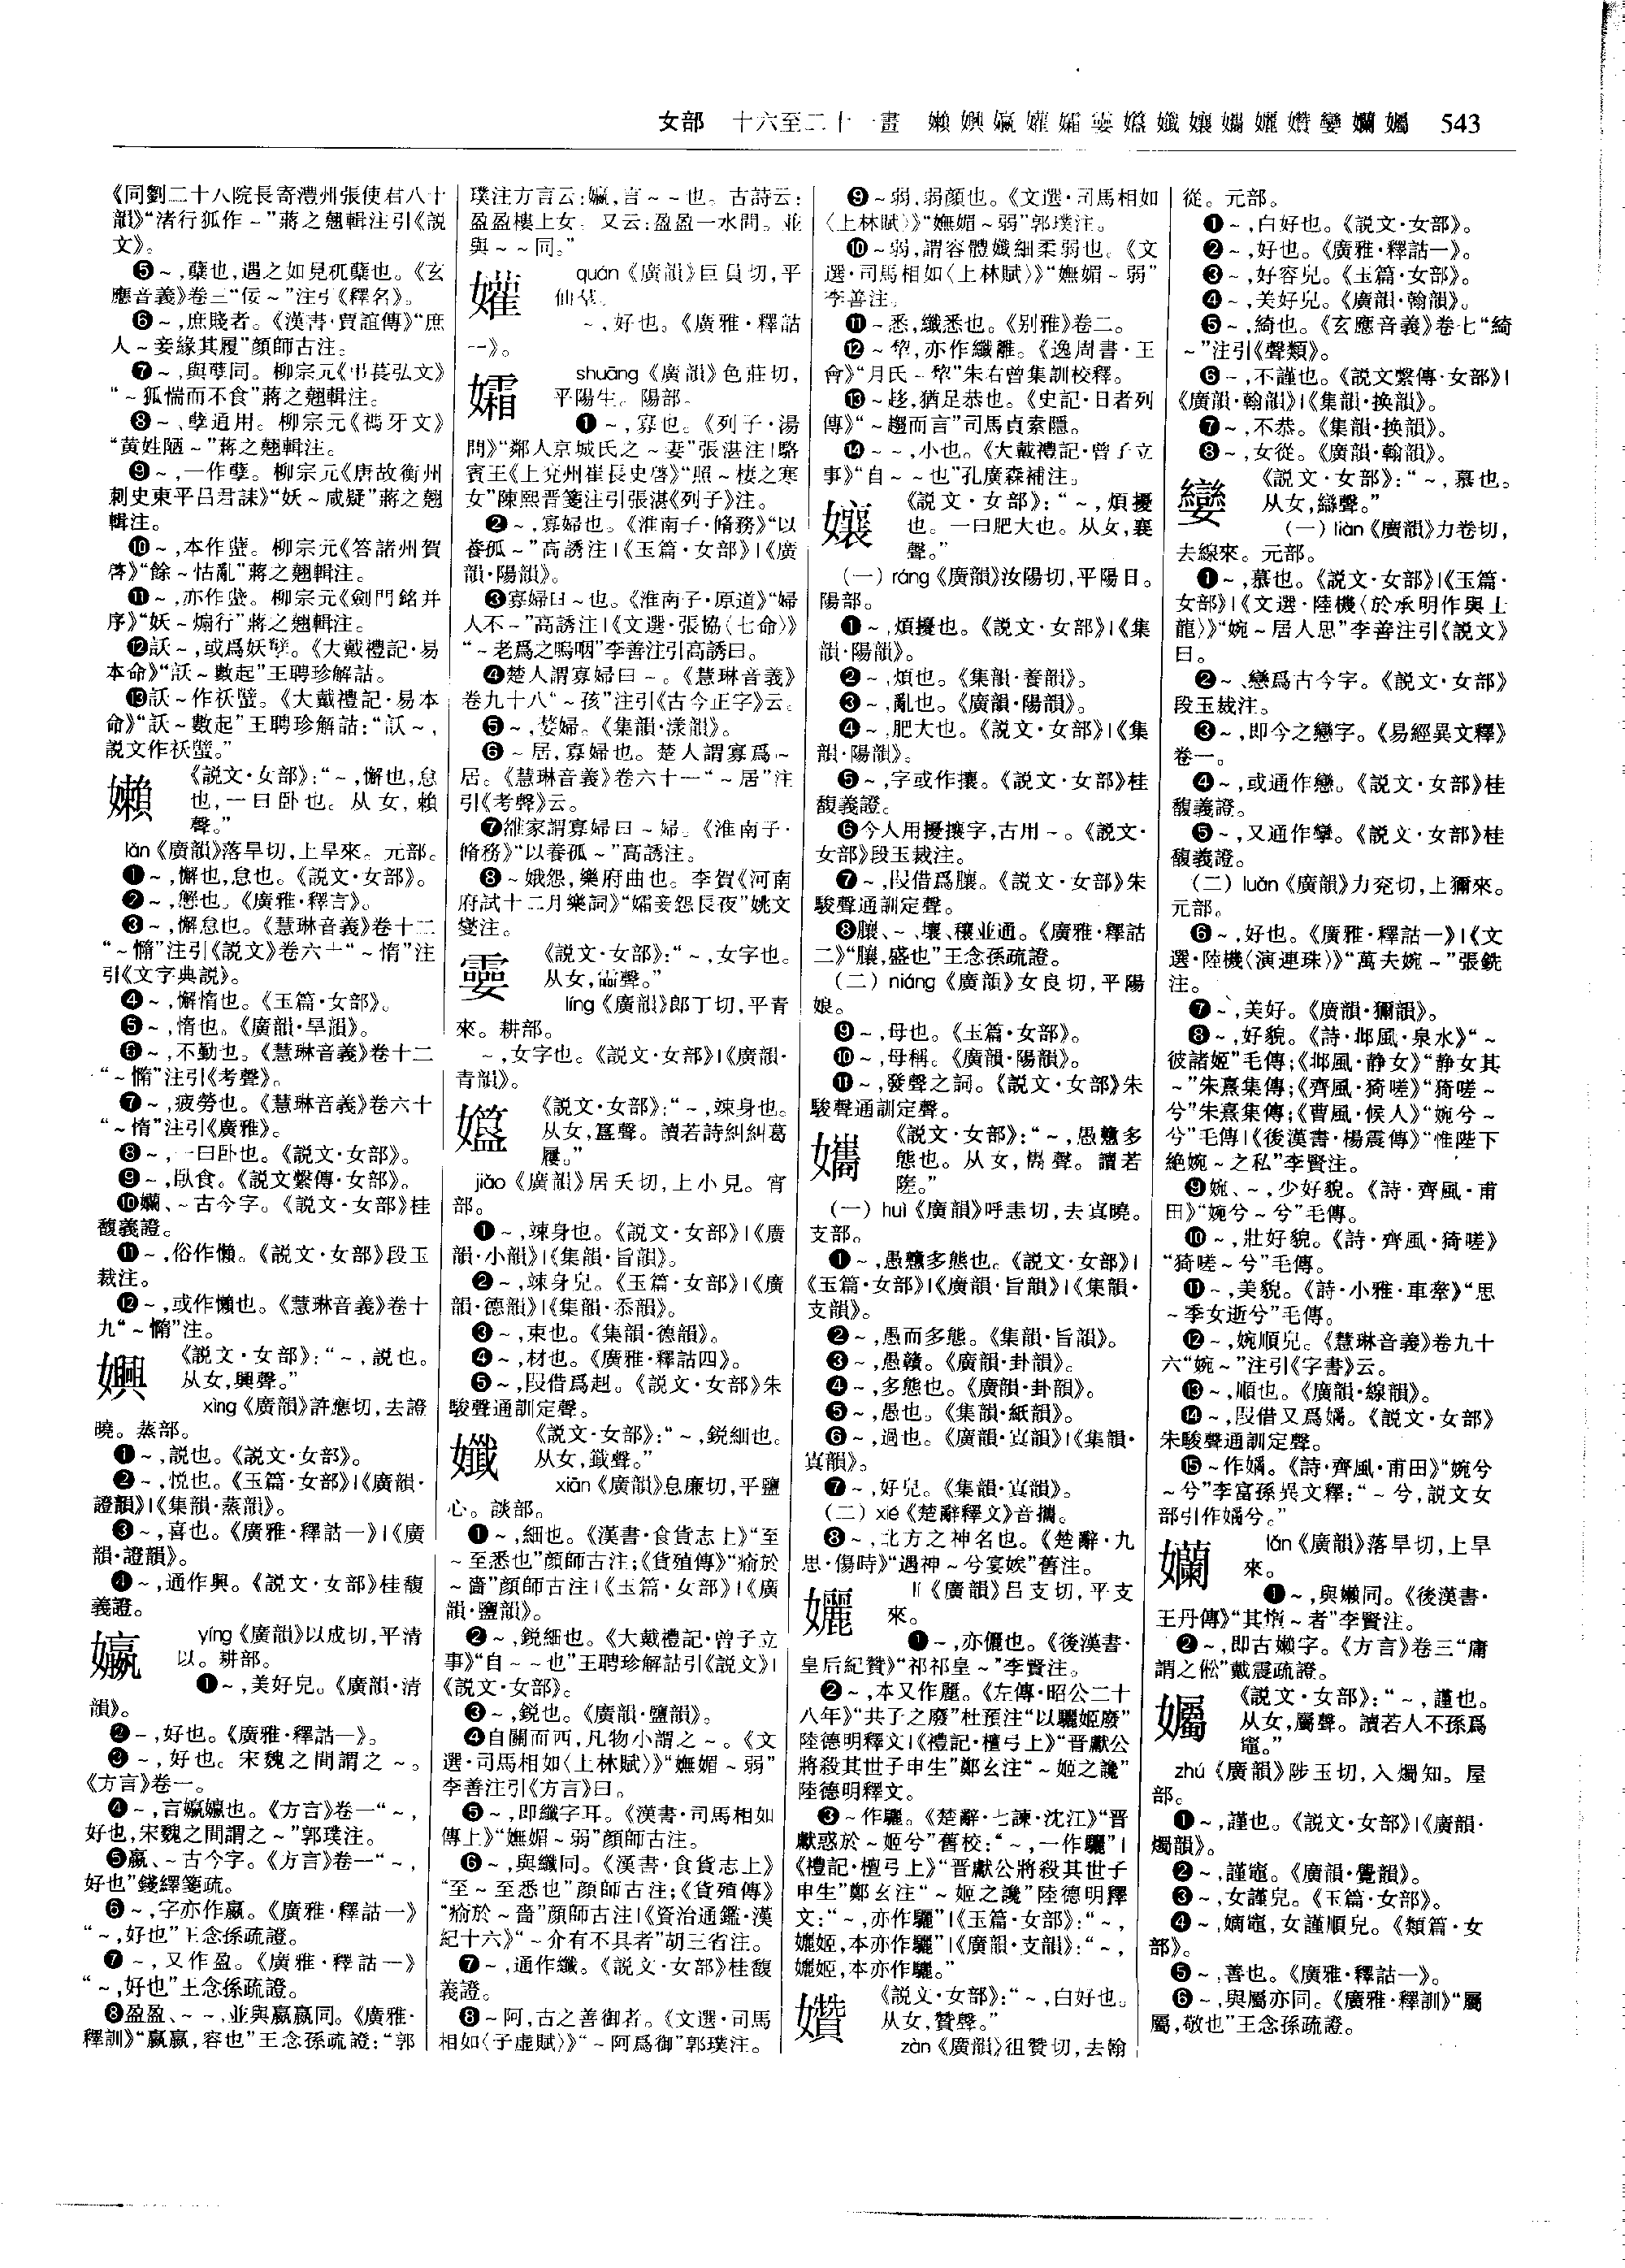 女部 十六至二十一畫 嬾嬹嬴孉孀孁孂孅孃孈孋孏孌孄孎 543
《同劉二十八院長寄澧州張使君八十
韻》“渚行狐作～”蔣之翹輯注引《説
文》。
❺～,蘖也,遇之如見杌蘖也。《玄
應音義》卷三“佞～”注引《釋名》。
❻～,庶賤者。《漢書·賈誼傳》“庶
人～妾緣其履”顔師古注。
❼～,與孽同。柳宗元《弔萇弘文》
“～狐惴而不食”蔣之翹輯注。
❽～、孽通用。柳宗元《禡牙文》
“黄姓陋～”蔣之翹輯注。
❾～,一作孽。柳宗元《唐故衡州
刺史東平吕君誄》“妖～咸疑”蔣之翹
輯注。
❿～,本作蠥。柳宗元《答諸州賀
啓》“餘～怙亂”蔣之翹輯注。
⓫～,亦作蠥。柳宗元《劍門銘并
序》“妖～煽行”蔣之翹輯注。
⓬訞～,或爲妖孽。《大戴禮記·易
本命》“訞～數起”王聘珍解詁。
⓭訞～作祅蠥。《大戴禮記·易本
命》“訞～數起”王聘珍解詁：“訞～,
説文作祅蠥。”
嬾
《説文·女部》：“～,懈也,怠
也,一曰卧也。从女,賴
聲。”
lǎn《廣韻》落旱切,上旱來。元部。
❶～,懈也,怠也。《説文·女部》。
❷～,懲也。《廣雅·釋言》。
❸～,懈怠也。《慧琳音義》卷十二
“～惰”注引《説文》卷六十“～惰”注
引《文字典説》。
❹～,懈惰也。《玉篇·女部》。
❺～,惰也。《廣韻·旱韻》。
❻～,不勤也。《慧琳音義》卷十二
“～惰”注引《考聲》。
❼～,疲勞也。《慧琳音義》卷六十
“～惰”注引《廣雅》。
❽～,一曰卧也。《説文·女部》。
❾～,臥食。《説文繫傳·女部》。
❿孄、～古今字。《説文·女部》桂
馥義證。
⓫～,俗作懶。《説文·女部》段玉
裁注。
⓬～,或作懶也。《慧琳音義》卷十
九“～惰”注。
嬹
《説文·女部》：“～,説也。
从女,興聲。”
xìng《廣韻》許應切,去證
曉。蒸部。
❶～,説也。《説文·女部》。
❷～,悦也。《玉篇·女部》|《廣韻·
證韻》|《集韻·蒸韻》。
❸～,喜也。《廣雅·釋詁一》|《廣
韻·證韻》。
❹～,通作興。《説文·女部》桂馥
義證。
yíng《廣韻》以成切,平清
以。耕部。
❶～,美好皃。《廣韻·清
韻》。
❷～,好也。《廣雅·釋詁一》。
❸～,好也。宋魏之間謂之～。
《方言》卷一。
❹～,言孆孆也。《方言》卷一“～,
好也,宋魏之間謂之～”郭璞注。
❺嬴、～古今字。《方言》卷一“～,
好也”錢繹箋疏。
❻～,字亦作嬴。《廣雅·釋詁一》
“～,好也”王念孫疏證。
❼～,又作盈。《廣雅·釋詁一》
“～,好也”王念孫疏證。
❽盈盈、～～,並與嬴嬴同。《廣雅·
釋訓》“嬴嬴,容也”王念孫疏證：“郭
璞注方言云：孆,言～～也。古詩云：
盈盈樓上女。又云：盈盈一水間。並
與～～同。”
孉
quán《廣韻》巨員切,平
仙羣。
～,好也。《廣雅·釋詁
一》。
孀
shuāng《廣韻》色莊切,
平陽生。陽部。
❶～,寡也。《列子·湯
問》“鄰人京城氏之～妻”張湛注|駱
賓王《上兖州崔長史啓》“照～棲之寒
女”陳熙晋箋注引張湛《列子》注。
❷～,寡婦也。《淮南子·脩務》“以
養孤～”高誘注|《玉篇·女部》|《廣
韻·陽韻》。
❸寡婦曰～也。《淮南子·原道》“婦
人不～”高誘注|《文選·張協〈七命〉》
“～老爲之嗚咽”李善注引高誘曰。
❹楚人謂寡婦曰～。《慧琳音義》
卷九十八“～孩”注引《古今正字》云。
❺～,婺婦。《集韻·漾韻》。
❻～居,寡婦也。楚人謂寡爲～
居。《慧琳音義》卷六十一“～居”注
引《考聲》云。
❼雒家謂寡婦曰～婦。《淮南子·
脩務》“以養孤～”高誘注。
❽～娥怨,樂府曲也。李賀《河南
府試十二月樂詞》“孀妾怨長夜”姚文
燮注。
孁
《説文·女部》：“～,女字也。
从女,霝聲。”
líng《廣韻》郎丁切,平青
來。耕部。
～,女字也。《説文·女部》|《廣韻·
青韻》。
孂
《説文·女部》：“～,竦身也。
从女,簋聲。讀若詩糾糾葛
屨。”
jiǎo《廣韻》居夭切,上小見。宵
部。
❶～,竦身也。《説文·女部》|《廣
韻·小韻》|《集韻·旨韻》。
❷～,竦身皃。《玉篇·女部》|《廣
韻·德韻》|《集韻·黍韻》。
❸～,束也。《集韻·德韻》。
❹～,材也。《廣雅·釋詁四》。
❺～,叚借爲赳。《説文·女部》朱
駿聲通訓定聲。
孅
《説文·女部》：“～,鋭細也。
从女,韱聲。”
xiān《廣韻》息廉切,平鹽
心。談部。
❶～,細也。《漢書·食貨志上》“至
～至悉也”顔師古注；《貨殖傳》“瘉於
～嗇”顔師古注|《玉篇·女部》|《廣
韻·鹽韻》。
❷～,鋭細也。《大戴禮記·曾子立
事》“自～～也”王聘珍解詁引《説文》|
《説文·女部》。
❸～,鋭也。《廣韻·鹽韻》。
❹自關而西,凡物小謂之～。《文
選·司馬相如〈上林賦〉》“嫵媚～弱”
李善注引《方言》曰。
❺～,即纖字耳。《漢書·司馬相如
傳上》“嫵媚～弱”顔師古注。
❻～,與纖同。《漢書·食貨志上》
“至～至悉也”顔師古注；《貨殖傳》
“瘉於～嗇”顔師古注|《資治通鑑·漢
紀十六》“～介有不具者”胡三省注。
❼～,通作纖。《説文·女部》桂馥
義證。
❽～阿,古之善御者。《文選·司馬
相如〈子虚賦〉》“～阿爲御”郭璞注。
❾～弱,弱顔也。《文選·司馬相如
〈上林賦〉》“嫵媚～弱”郭璞注。
❿～弱,謂容體孅細柔弱也。《文
選·司馬相如〈上林賦〉》“嫵媚～弱”
李善注。
⓫～悉,纖悉也。《别雅》卷二。
⓬～犂,亦作纖離。《逸周書·王
會》“月氏～犂”朱右曾集訓校釋。
⓭～趍,猶足恭也。《史記·日者列
傳》“～趨而言”司馬貞索隱。
⓮～～,小也。《大戴禮記·曾子立
事》“自～～也”孔廣森補注。
孃
《説文·女部》：“～,煩擾
也。一曰肥大也。从女,襄
聲。”
（一）ráng《廣韻》汝陽切,平陽日。
陽部。
❶～,煩擾也。《説文·女部》|《集
韻·陽韻》。
❷～,煩也。《集韻·養韻》。
❸～,亂也。《廣韻·陽韻》。
❹～,肥大也。《説文·女部》|《集
韻·陽韻》。
❺～,字或作攘。《説文·女部》桂
馥義證。
❻今人用擾攘字,古用～。《説文·
女部》段玉裁注。
❼～,叚借爲驤。《説文·女部》朱
駿聲通訓定聲。
❽䑋、～、壤、穰並通。《廣雅·釋詁
二》“䑋,盛也”王念孫疏證。
（二）niáng《廣韻》女良切,平陽
娘。
❾～,母也。《玉篇·女部》。
❿～,母稱。《廣韻·陽韻》。
⓫～,發聲之詞。《説文·女部》朱
駿聲通訓定聲。
孈
《説文·女部》：“～,愚戇多
態也。从女,巂聲。讀若
隓。”
（一）huì《廣韻》呼恚切,去寘曉。
支部。
❶～,愚戇多態也。《説文·女部》|
《玉篇·女部》|《廣韻·旨韻》|《集韻·
支韻》。
❷～,愚而多態。《集韻·旨韻》。
❸～,愚贛。《廣韻·卦韻》。
❹～,多態也。《廣韻·卦韻》。
❺～,愚也。《集韻·紙韻》。
❻～,過也。《廣韻·寘韻》|《集韻·
寘韻》。
❼～,好皃。《集韻·寘韻》。
（二）xié《楚辭釋文》音攜。
❽～,北方之神名也。《楚辭·九
思·傷時》“遇神～兮宴娭”舊注。
孋
lí《廣韻》吕支切,平支
來。
❶～,亦儷也。《後漢書·
皇后紀贊》“祁祁皇～”李賢注。
❷～,本又作麗。《左傳·昭公二十
八年》“共子之廢”杜預注“以驪姬廢”
陸德明釋文|《禮記·檀弓上》“晋獻公
將殺其世子申生”鄭玄注“～姬之讒”
陸德明釋文。
❸～作驪。《楚辭·七諫·沈江》“晋
獻惑於～姬兮”舊校：“～,一作驪”|
《禮記·檀弓上》“晋獻公將殺其世子
申生”鄭玄注“～姬之讒”陸德明釋
文：“～,亦作驪”|《玉篇·女部》：“～,
孋姬,本亦作驪”|《廣韻·支韻》：“～,
孋姬,本亦作驪。”
《説文·女部》：“～,白好也。
从女,贊聲。”
zàn《廣韻》徂贊切,去翰
從。元部。
❶～,白好也。《説文·女部》。
❷～,好也。《廣雅·釋詁一》。
❸～,好容皃。《玉篇·女部》。
❹～,美好皃。《廣韻·翰韻》。
❺～,綺也。《玄應音義》卷七“綺
～”注引《聲類》。
❻～,不謹也。《説文繫傳·女部》|
《廣韻·翰韻》|《集韻·换韻》。
❼～,不恭。《集韻·换韻》。
❽～,女從。《廣韻·翰韻》。
孌
《説文·女部》：“～,慕也。
从女,䜌聲。”
（一）liàn《廣韻》力卷切,
去線來。元部。
❶～,慕也。《説文·女部》|《玉篇·
女部》|《文選·陸機〈於承明作與士
龍〉》“婉～居人思”李善注引《説文》
曰。
❷～、戀爲古今字。《説文·女部》
段玉裁注。
❸～,即今之戀字。《易經異文釋》
卷一。
❹～,或通作戀。《説文·女部》桂
馥義證。
❺～,又通作攣。《説文·女部》桂
馥義證。
（二）luǎn《廣韻》力兖切,上獮來。
元部。
❻～,好也。《廣雅·釋詁一》|《文
選·陸機〈演連珠〉》“萬夫婉～”張銑
注。
❼～,美好。《廣韻·獮韻》。
❽～,好貌。《詩·邶風·泉水》“～
彼諸姬”毛傳；《邶風·静女》“静女其
～”朱熹集傳；《齊風·猗嗟》“猗嗟～
兮”朱熹集傳；《曹風·候人》“婉兮～
兮”毛傳|《後漢書·楊震傳》“惟陛下
絶婉～之私”李賢注。
❾婉、～,少好貌。《詩·齊風·甫
田》“婉兮～兮”毛傳。
❿～,壯好貌。《詩·齊風·猗嗟》
“猗嗟～兮”毛傳。
⓫～,美貌。《詩·小雅·車舝》“思
～季女逝兮”毛傳。
⓬～,婉順皃。《慧琳音義》卷九十
六“婉～”注引《字書》云。
⓭～,順也。《廣韻·線韻》。
⓮～,叚借又爲嫡。《説文·女部》
朱駿聲通訓定聲。
⓯～作嫡。《詩·齊風·甫田》“婉兮
～兮”李富孫異文釋：“～兮,説文女
部引作嫡兮。”
孄
lǎn《廣韻》落旱切,上旱
來。
❶～,與嬾同。《後漢書·
王丹傳》“其惰～者”李賢注。
❷～,即古嬾字。《方言》卷三“庸
謂之倯”戴震疏證。
孎
《説文·女部》：“～,謹也。
从女,屬聲。讀若人不孫爲
䆕。”
zhú《廣韻》陟玉切,入燭知。屋
部。
❶～,謹也。《説文·女部》|《廣韻·
燭韻》。
❷～,謹䆕。《廣韻·覺韻》。
❸～,女謹皃。《玉篇·女部》。
❹～,嫡䆕,女謹順皃。《類篇·女
部》。
❺～,善也。《廣雅·釋詁一》。
❻～,與屬亦同。《廣雅·釋訓》“屬
屬,敬也”王念孫疏證。